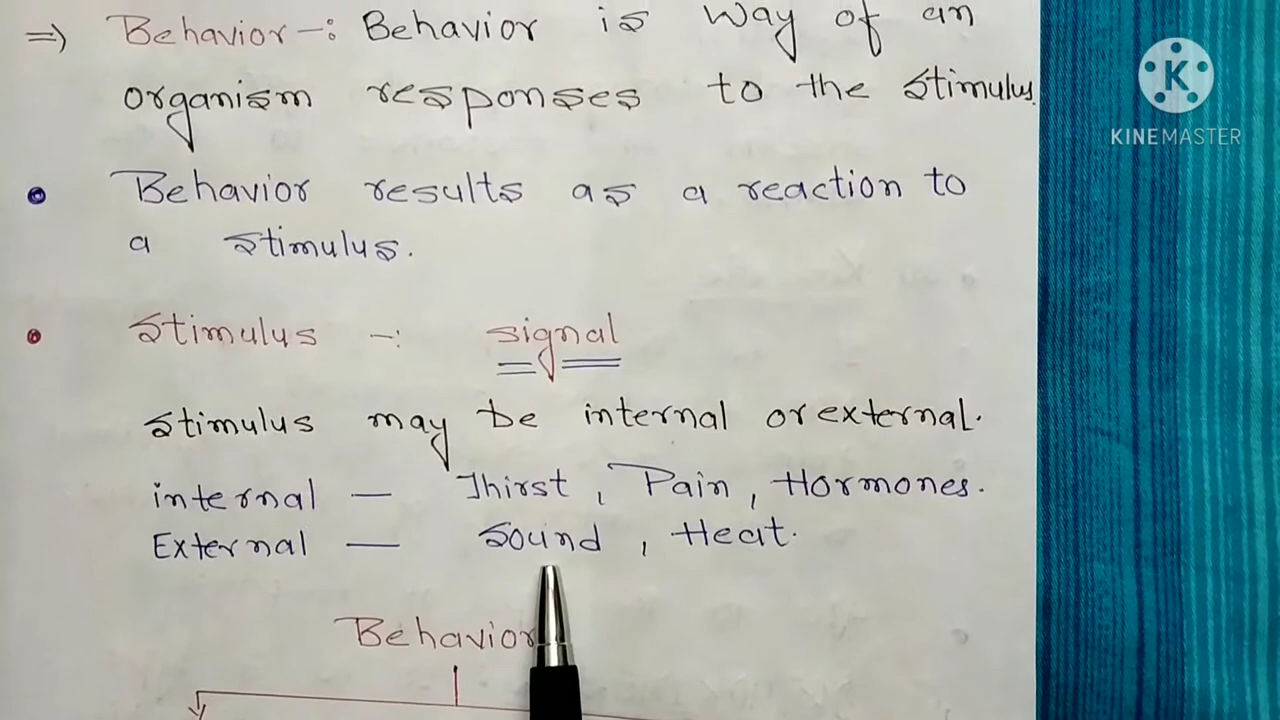 ⇒ Behavior -: Behavior is way of an
organism responses to the stimulus.
• Behavior results as a reaction to
a stimulus.
• Stimulus -: signal
Stimulus may be internal or external.
internal — Thirst, Pain, Hormones.
External — Sound, Heat.
Behavior
K
KINEMASTER